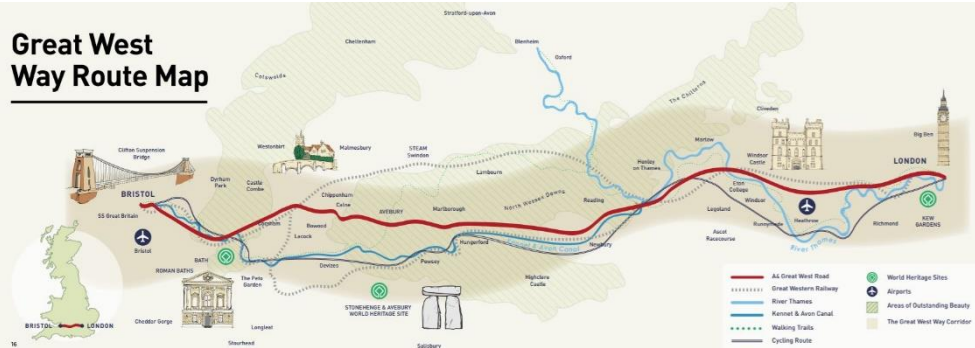 Great West
Way Route Map
Stratford-upon-Avon
Cheltenham
Blenheim
Oxford
Cotswolds
The Chilterns
Cliveden
Big Ben
Clifton Suspension
Bridge
Westonbirt
Malmesbury
STEAM
Swindon
Marlow
Windsor
Castle
Henley
on Thames
LONDON
Dyrham
Park
Castle
Combe
Lambourn
BRISTOL
Chippenham
Calne
AVEBURY
Marlborough
North Wessex Downs
Reading
Eton
College
Windsor
Heathrow
SS Great Britain
Bowood
Lacock
Legoland
Runnymede
Richmond
KEW
GARDENS
Bristol
BATH
Hungerford
Kennet & Avon Canal
Newbury
Ascot
Racecourse
River Thames
ROMAN BATHS
The Peto
Garden
Devizes
Pewsey
Highclere
Castle
STONEHENGE & AVEBURY
WORLD HERITAGE SITE
Cheddar Gorge
Longleat
Stourhead
Salisbury
BRISTOL
LONDON
A4 Great West Road
Great Western Railway
River Thames
Kennet & Avon Canal
Walking Trails
Cycling Route
World Heritage Sites
Airports
Areas of Outstanding Beauty
The Great West Way Corridor
16